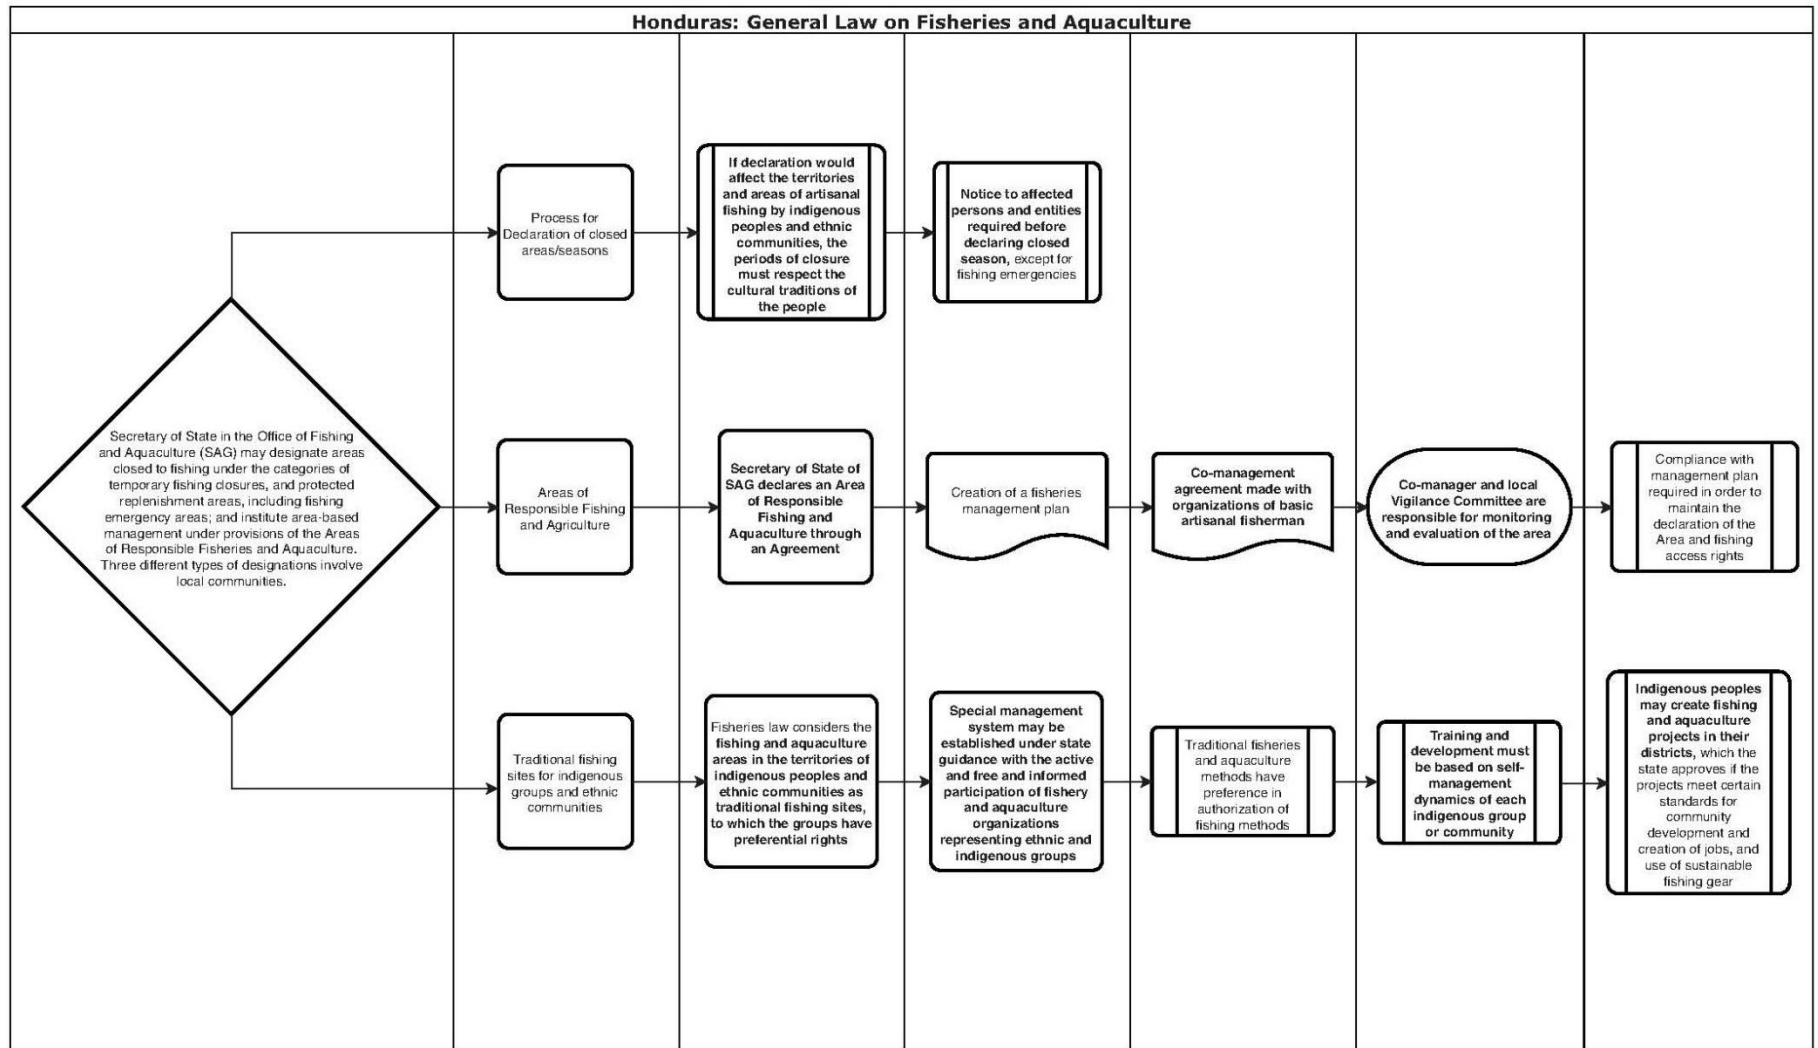 Honduras: General Law on Fisheries and Aquaculture
Secretary of State in the Office of Fishing
and Aquaculture (SAG) may designate areas
closed to fishing under the categories of
temporary fishing closures, and protected
replenishment areas, including fishing
emergency areas; and institute area-based
management under provisions of the Areas
of Responsible Fisheries and Aquaculture.
Three different types of designations involve
local communities.
Process for
Declaration of closed
areas/seasons
If declaration would
affect the territories
and areas of artisanal
fishing by indigenous
peoples and ethnic
communities, the
periods of closure
must respect the
cultural traditions of
the people
Notice to affected
persons and entities
required before
declaring closed
season, except for
fishing emergencies
Areas of
Responsible Fishing
and Agriculture
Secretary of State of
SAG declares an Area
of Responsible
Fishing and
Aquaculture through
an Agreement
Creation of a fisheries
management plan
Co-management
agreement made with
organizations of basic
artisanal fisherman
Co-manager and local
Vigilance Committee are
responsible for monitoring
and evaluation of the area
Compliance with
management plan
required in order to
maintain the
declaration of the
Area and fishing
access rights
Traditional fishing
sites for indigenous
groups and ethnic
communities
Fisheries law considers the
fishing and aquaculture
areas in the territories of
indigenous peoples and
ethnic communities as
traditional fishing sites,
to which the groups have
preferential rights
Special management
system may be
established under state
guidance with the active
and free and informed
participation of fishery
and aquaculture
organizations
representing ethnic and
indigenous groups
Traditional fisheries
and aquaculture
methods have
preference in
authorization of
fishing methods
Training and
development must
be based on self-
management
dynamics of each
indigenous group
or community
Indigenous peoples
may create fishing
and aquaculture
projects in their
districts, which the
state approves if the
projects meet certain
standards for
community
development and
creation of jobs, and
use of sustainable
fishing gear